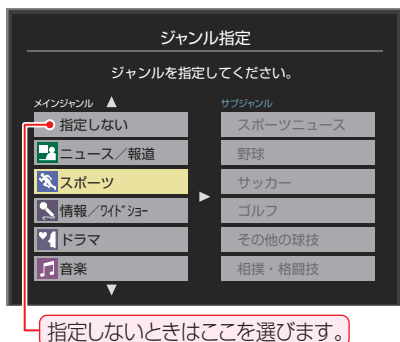 ジャンル指定
ジャンルを指定してください。
メインジャンル ▲
サブジャンル
指定しない
スポーツニュース
ニュース／報道
野球
スポーツ
サッカー
▶
情報／ﾜｲﾄﾞｼｮｰ
ゴルフ
ドラマ
その他の球技
音楽
相撲・格闘技
▼
指定しないときはここを選びます。